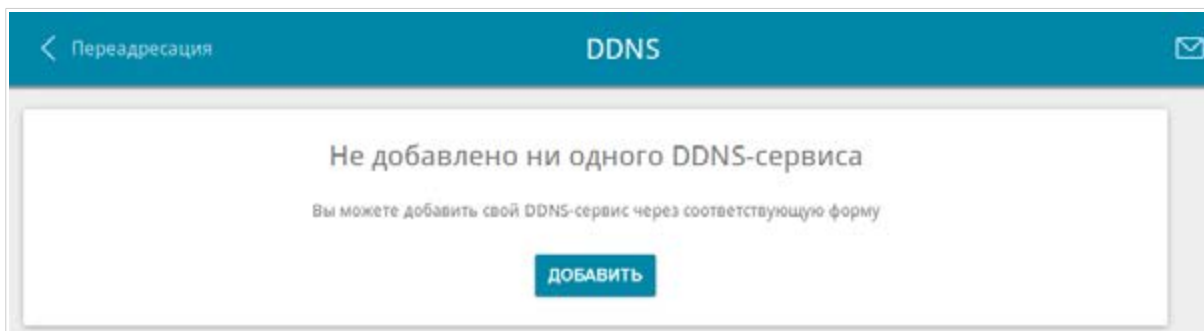 Переадресация
DDNS
Не добавлено ни одного DDNS-сервиса
Вы можете добавить свой DDNS-сервис через соответствующую форму
ДОБАВИТЬ